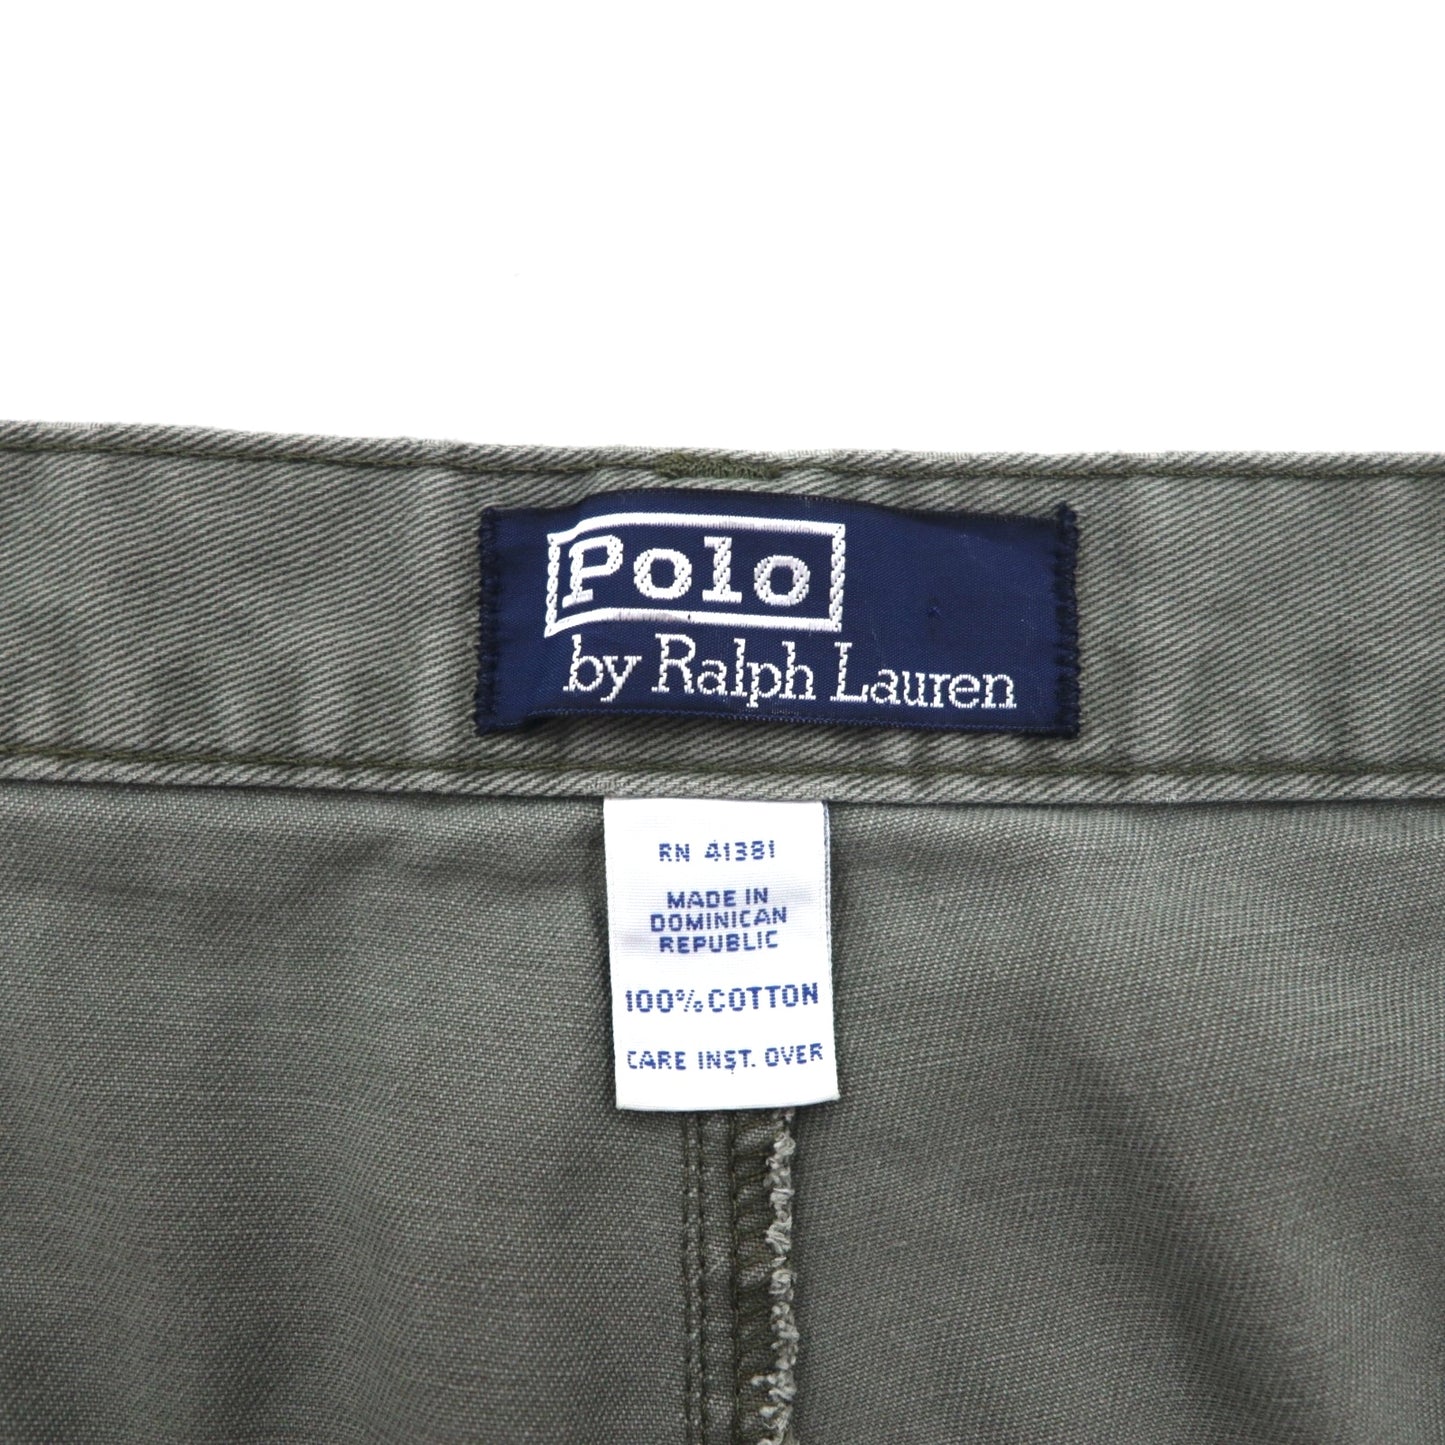 Polo
by Ralph Lauren
RN 41381
MADE IN
DOMINICAN
REPUBLIC
100% COTTON
CARE INST. OVER